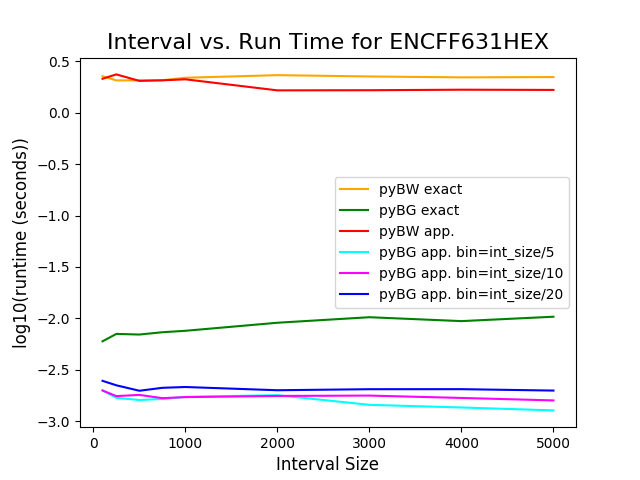 Interval vs. Run Time for ENCFF631HEX
log10(runtime (seconds))
0.5
0.0
−0.5
−1.0
−1.5
−2.0
−2.5
−3.0
pyBW exact
pyBG exact
pyBW app.
pyBG app. bin=int_size/5
pyBG app. bin=int_size/10
pyBG app. bin=int_size/20
0 1000 2000 3000 4000 5000
Interval Size